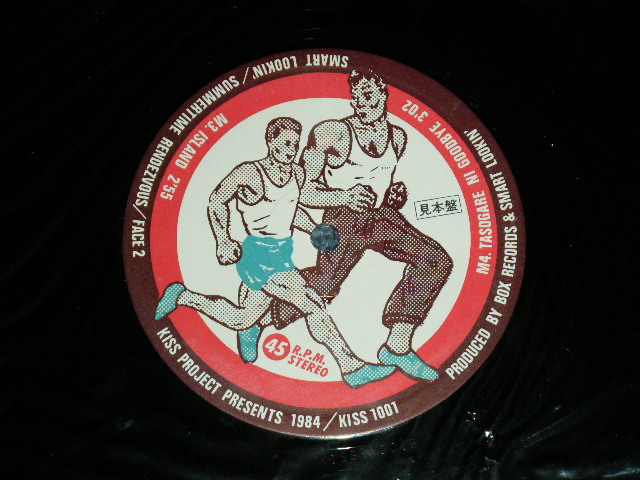 SMART LOOKIN'/SUMMERTIME RENDEZVOUS/FACE 2
M3. ISLAND 2'55
M4. TASOGARE NI GOODBYE 3'02
見本盤
45 R.P.M.
STEREO
KISS PROJECT PRESENTS 1984/KISS 1001
PRODUCED BY BOX RECORDS & SMART LOOKIN'